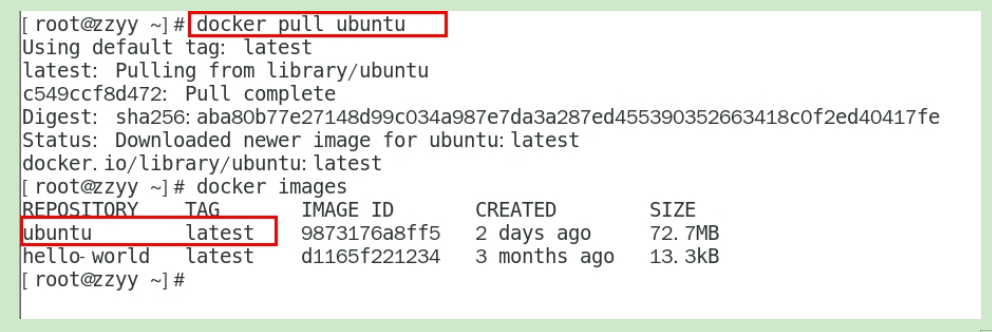 [root@zzyy ~]# docker pull ubuntu
Using default tag: latest
latest: Pulling from library/ubuntu
c549ccf8d472: Pull complete
Digest: sha256:aba80b77e27148d99c034a987e7da3a287ed455390352663418c0f2ed40417fe
Status: Downloaded newer image for ubuntu:latest
docker.io/library/ubuntu:latest
[root@zzyy ~]# docker images
REPOSITORY TAG IMAGE ID CREATED SIZE
ubuntu latest 9873176a8ff5 2 days ago 72.7MB
hello-world latest d1165f221234 3 months ago 13.3kB
[root@zzyy ~]#